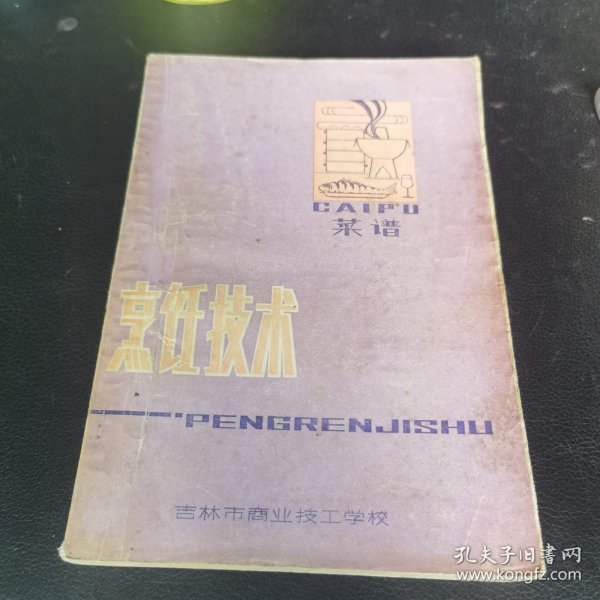 CAIPU
菜谱
烹饪技术
PENGRENJISHU
吉林市商业技工学校
孔夫子旧书网
www.kongfz.com